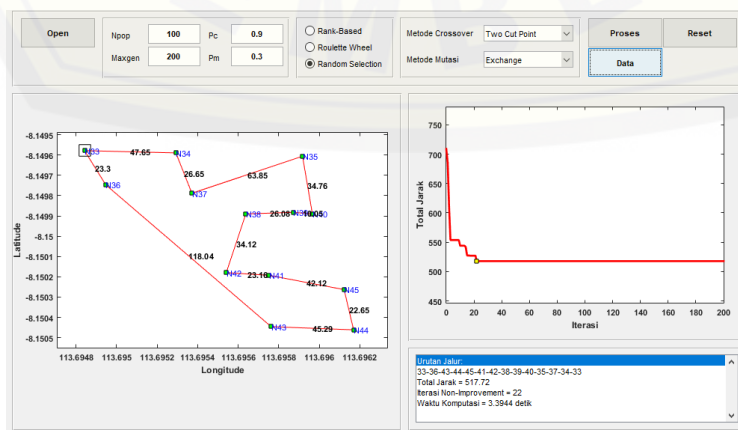 Open
Npop 100 Pc 0.9
Maxgen 200 Pm 0.3
Rank-Based
Roulette Wheel
Random Selection
Metode Crossover Two Cut Point
Metode Mutasi Exchange
Proses Reset
Data
-8.1495
-8.1496
-8.1497
-8.1498
-8.1499
-8.15
-8.1501
-8.1502
-8.1503
-8.1504
-8.1505
Latitude
N33 47.65 N34
N35
23.3
N36
26.65
63.85
N37
34.76
N38 26.08
34.12
118.04
N42 23.16 N41
42.12
N45
22.65
N43 45.29 N44
113.6948 113.695 113.6952 113.6954 113.6956 113.6958 113.696 113.6962
Longitude
750
700
650
600
550
500
450
Total Jarak
0 20 40 60 80 100 120 140 160 180 200
Iterasi
Urutan Jalur:
33-36-43-44-45-41-42-38-39-40-35-37-34-33
Total Jarak = 517.72
Iterasi Non-Improvement = 22
Waktu Komputasi = 3.3944 detik